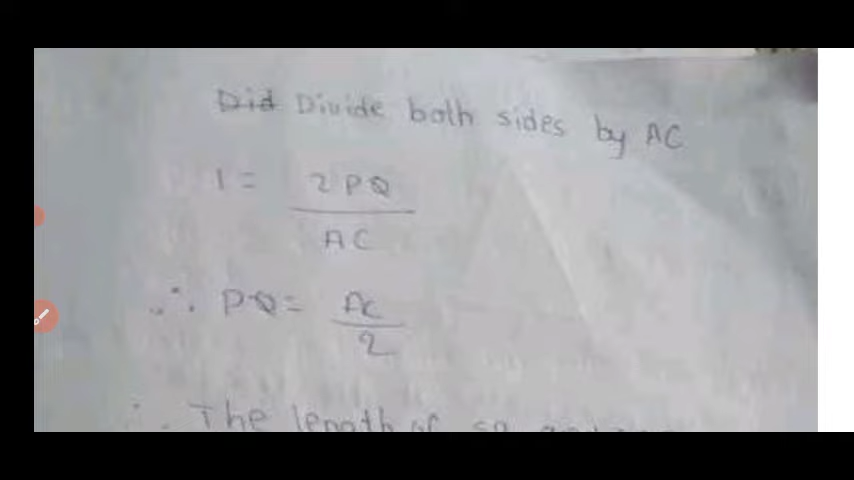 Did Divide both sides by AC
1 = 2PQ
AC
∴ PQ = AC
2
∴ The length of